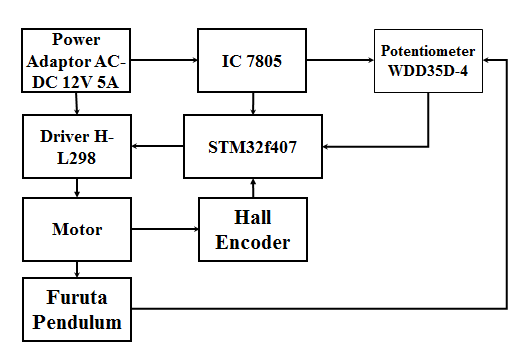 Power
Adaptor AC-
DC 12V 5A
IC 7805
Potentiometer
WDD35D-4
Driver H-
L298
STM32f407
Motor
Hall
Encoder
Furuta
Pendulum